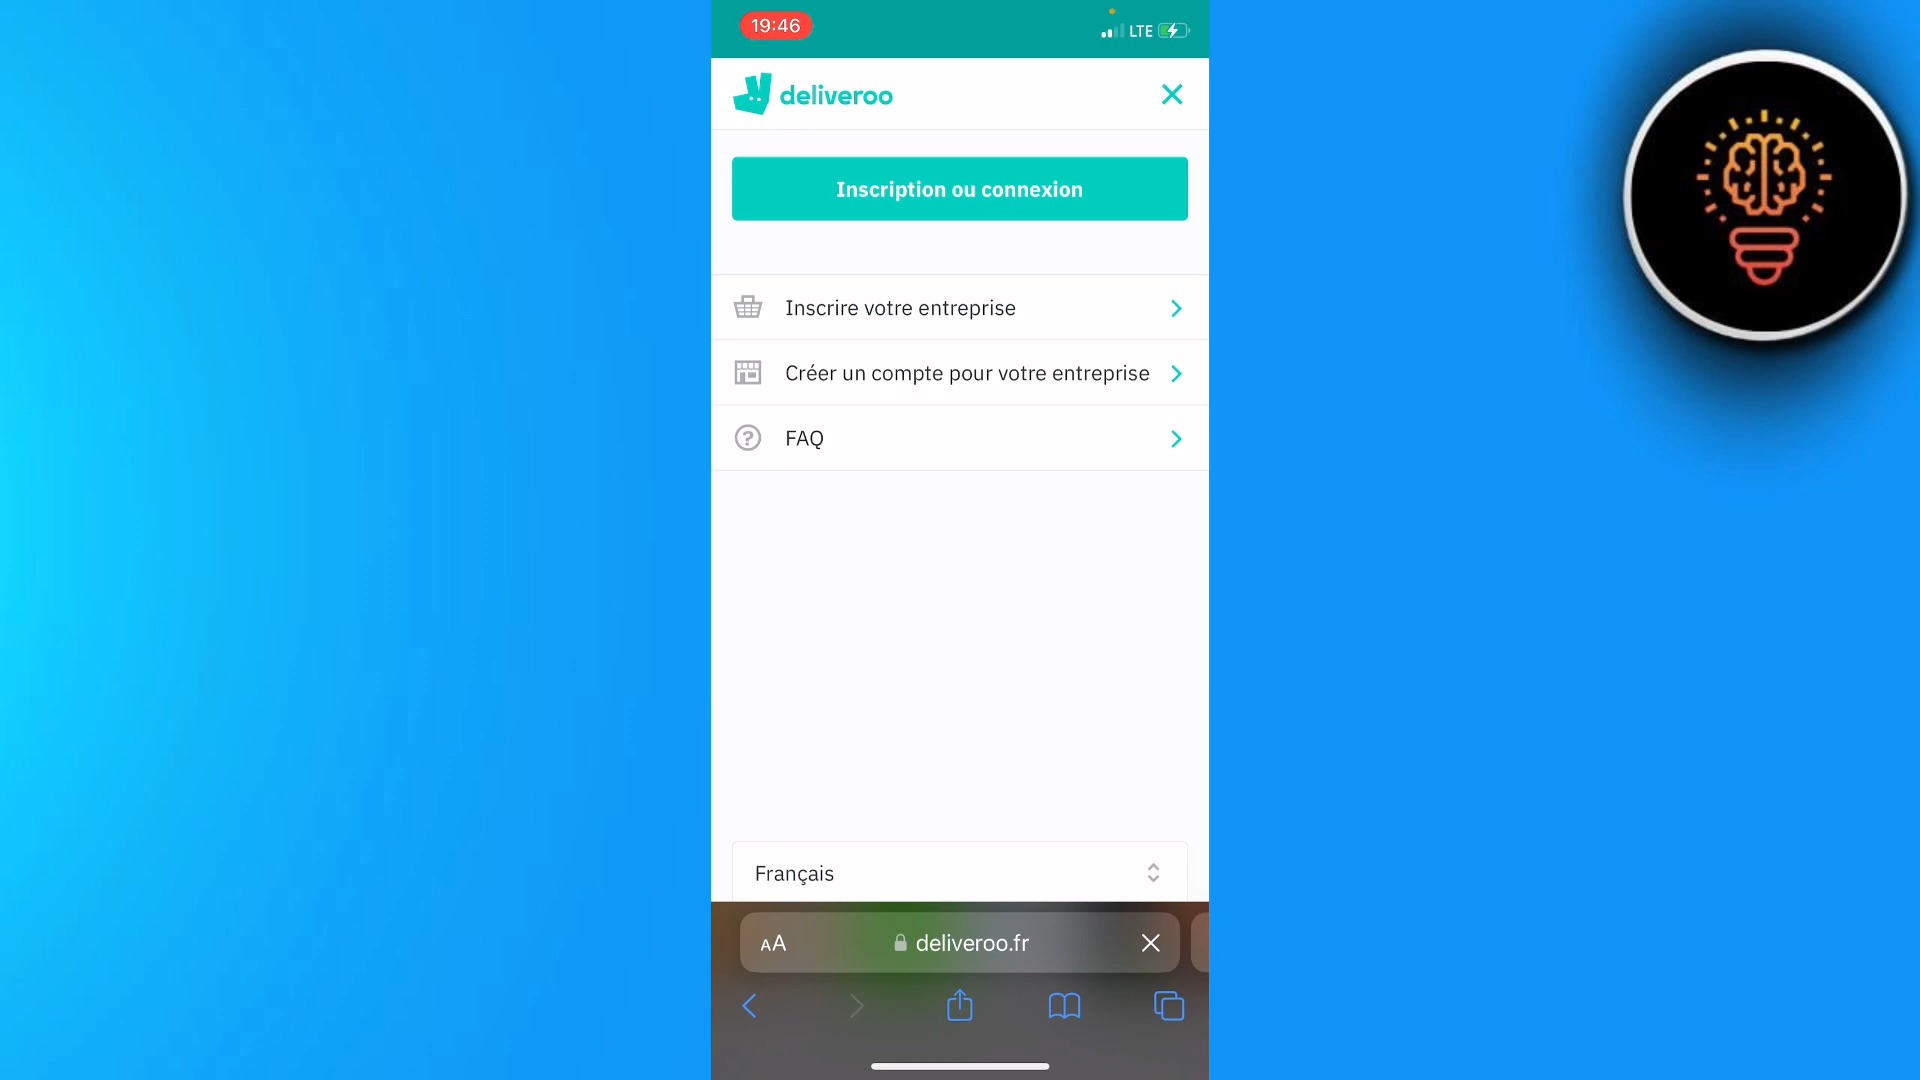 19:46
LTE
deliveroo
Inscription ou connexion
Inscrire votre entreprise
Créer un compte pour votre entreprise
FAQ
Français
AA
deliveroo.fr